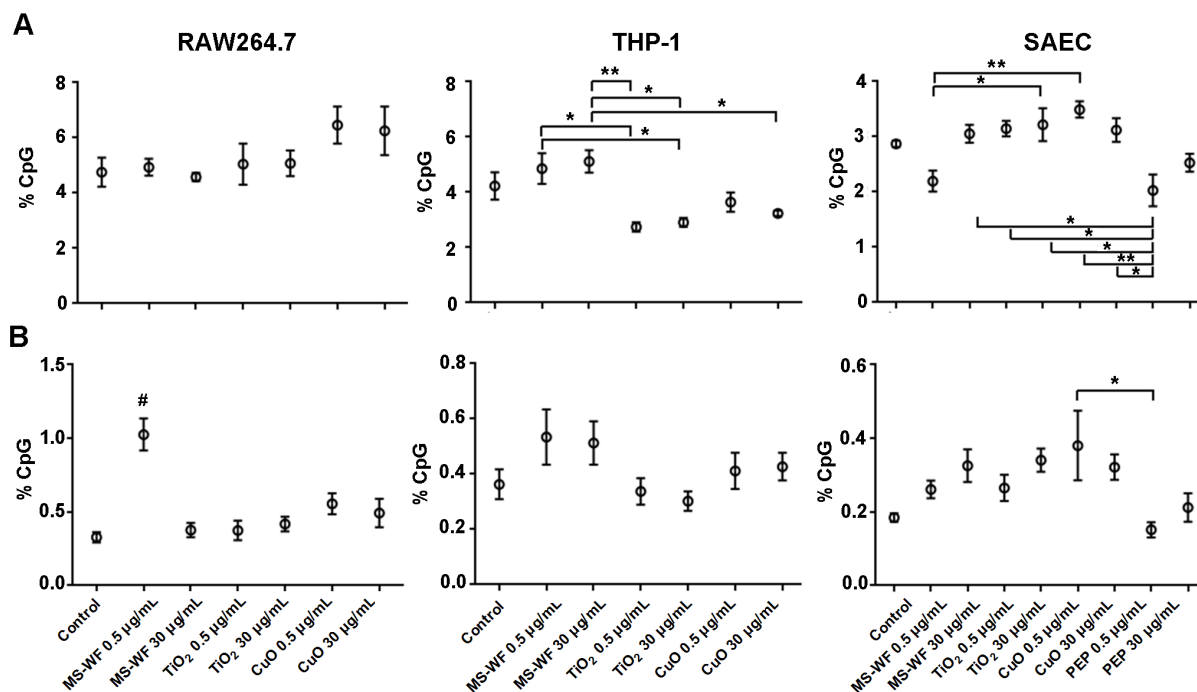 A
RAW264.7
THP-1
SAEC
% CpG
8
6
4
2
0
% CpG
8
6
4
2
0
**
*
*
*
*
% CpG
4
3
2
1
0
**
*
*
*
*
**
*
B
% CpG
1.5
1.0
0.5
0.0
#
% CpG
0.8
0.6
0.4
0.2
0.0
% CpG
0.6
0.4
0.2
0.0
*
Control
MS-WF 0.5 µg/mL
MS-WF 30 µg/mL
TiO₂ 0.5 µg/mL
TiO₂ 30 µg/mL
CuO 0.5 µg/mL
CuO 30 µg/mL
Control
MS-WF 0.5 µg/mL
MS-WF 30 µg/mL
TiO₂ 0.5 µg/mL
TiO₂ 30 µg/mL
CuO 0.5 µg/mL
CuO 30 µg/mL
Control
MS-WF 0.5 µg/mL
MS-WF 30 µg/mL
TiO₂ 0.5 µg/mL
TiO₂ 30 µg/mL
CuO 0.5 µg/mL
CuO 30 µg/mL
PEP 0.5 µg/mL
PEP 30 µg/mL